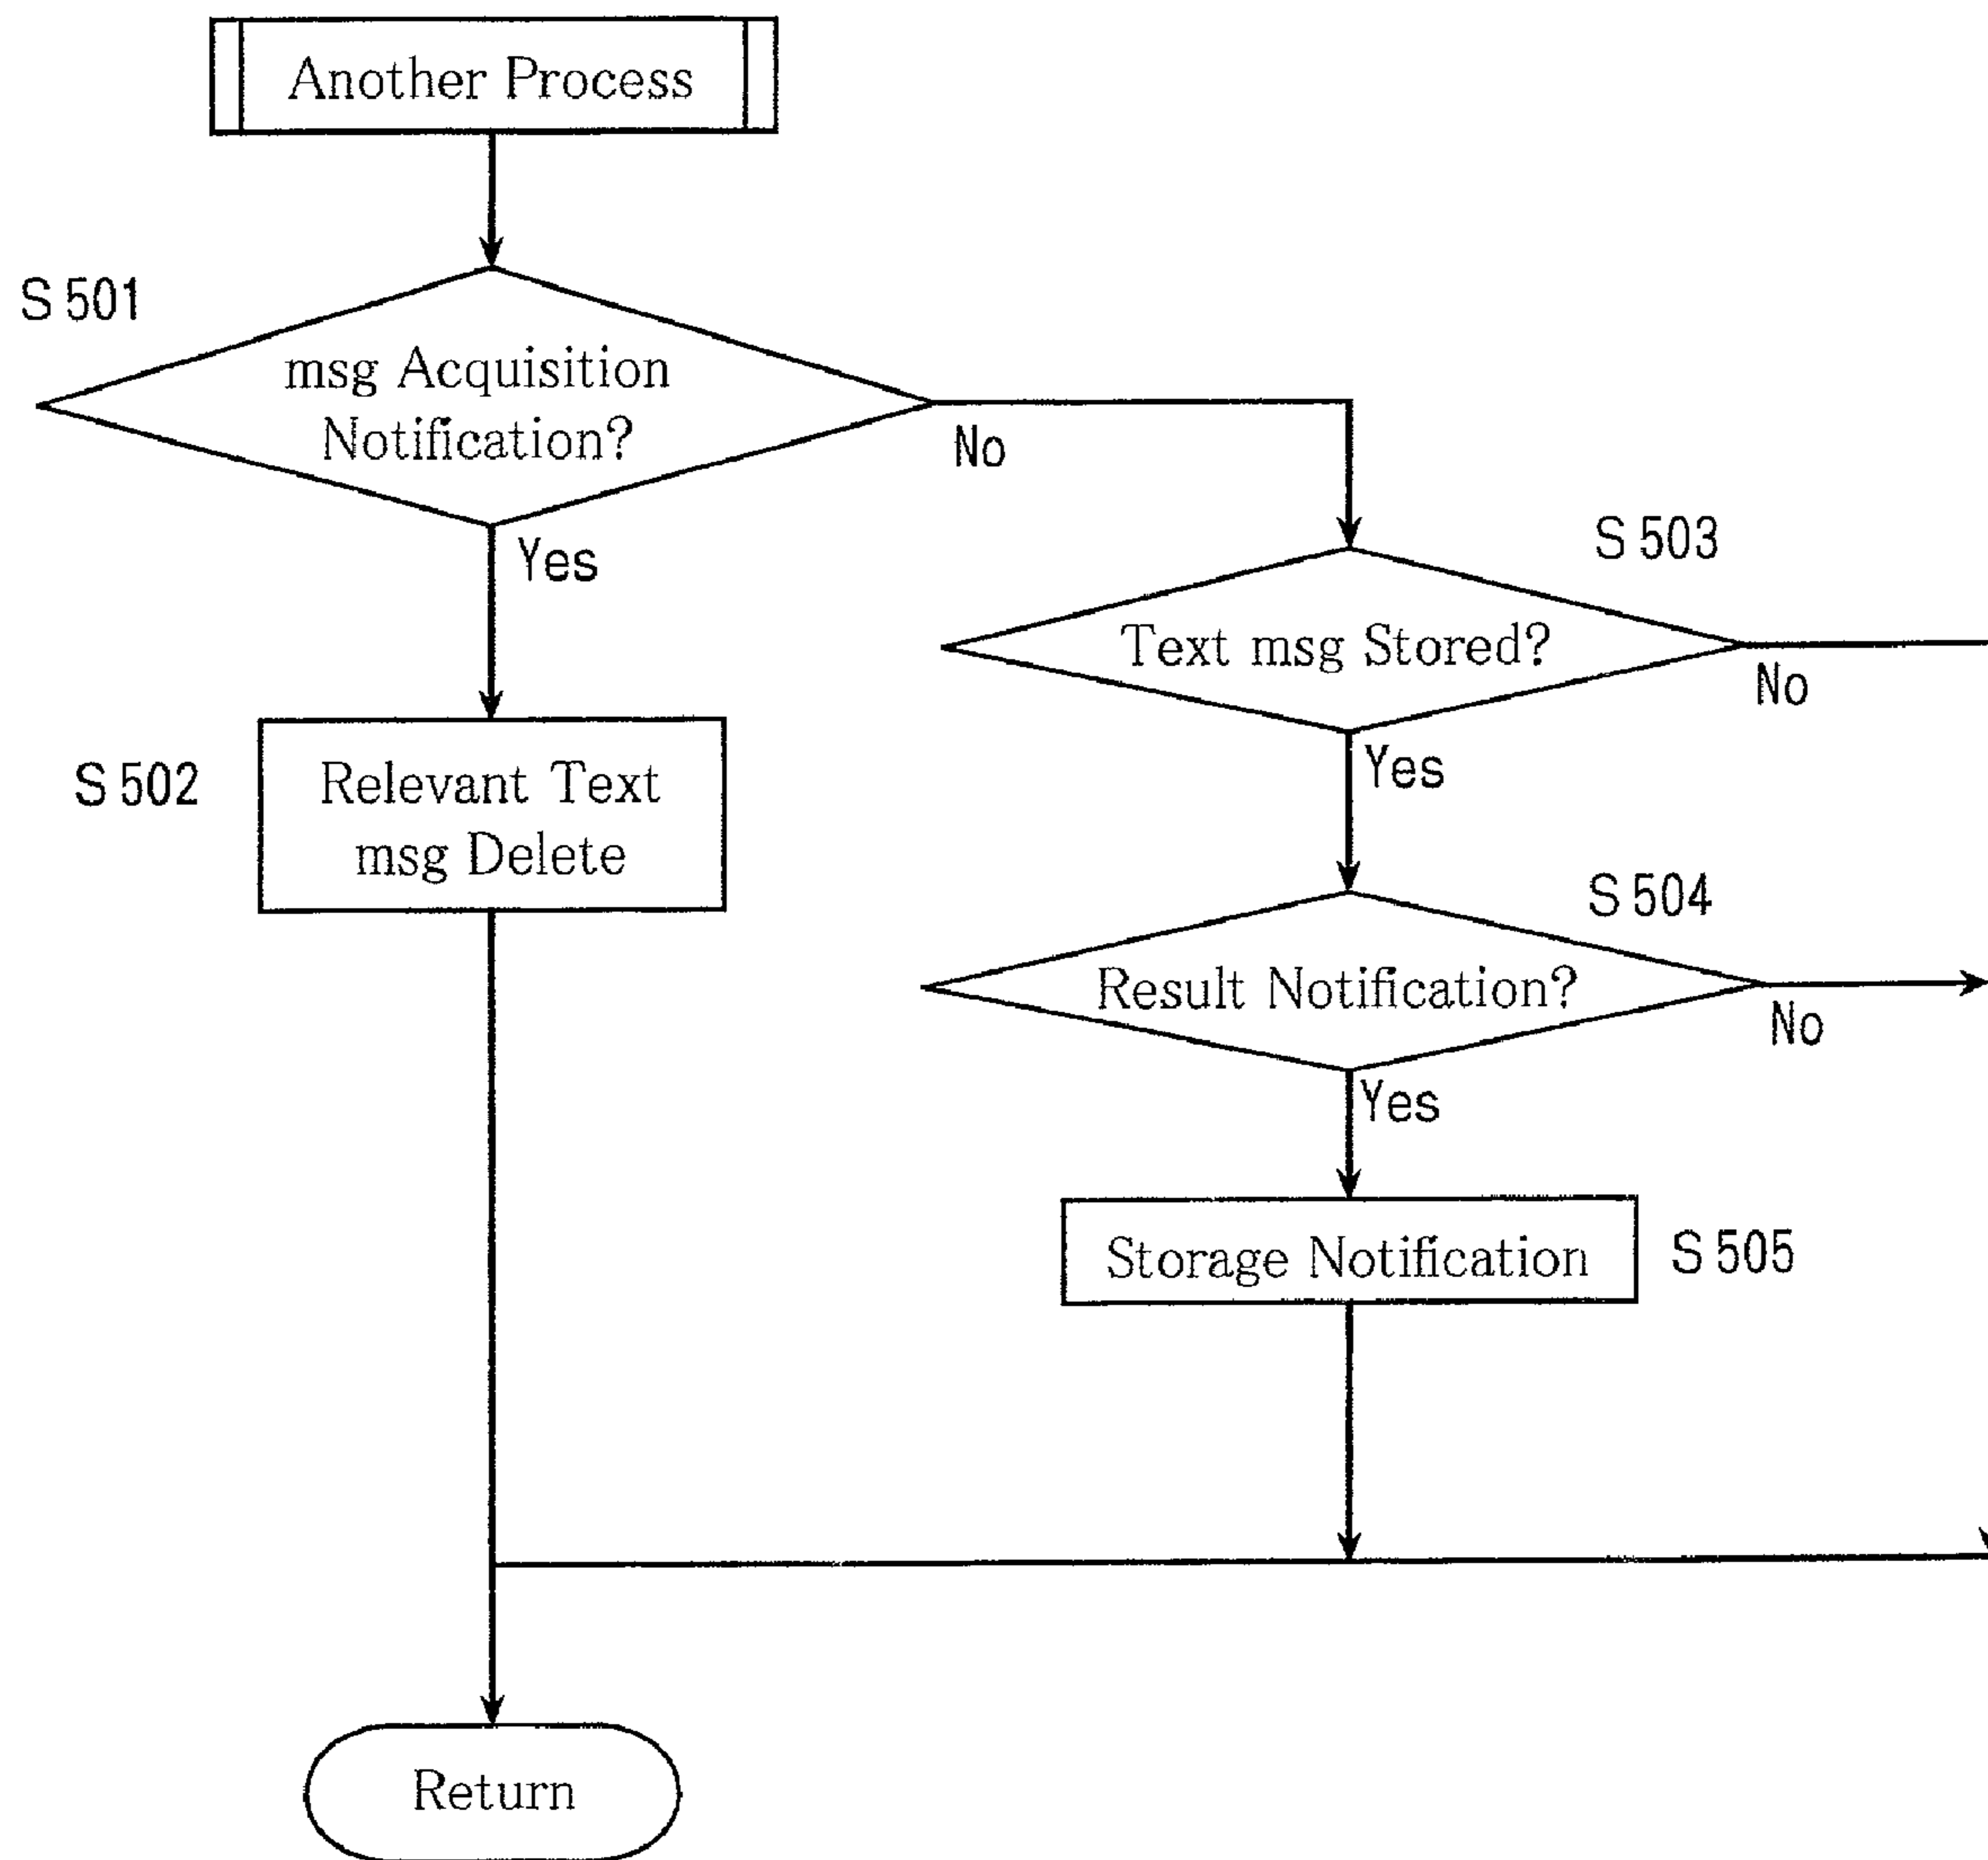 Another Process
S 501
msg Acquisition
Notification?
No
Yes
S 503
Text msg Stored?
No
Yes
S 502
Relevant Text
msg Delete
S 504
Result Notification?
No
Yes
Storage Notification
S 505
Return